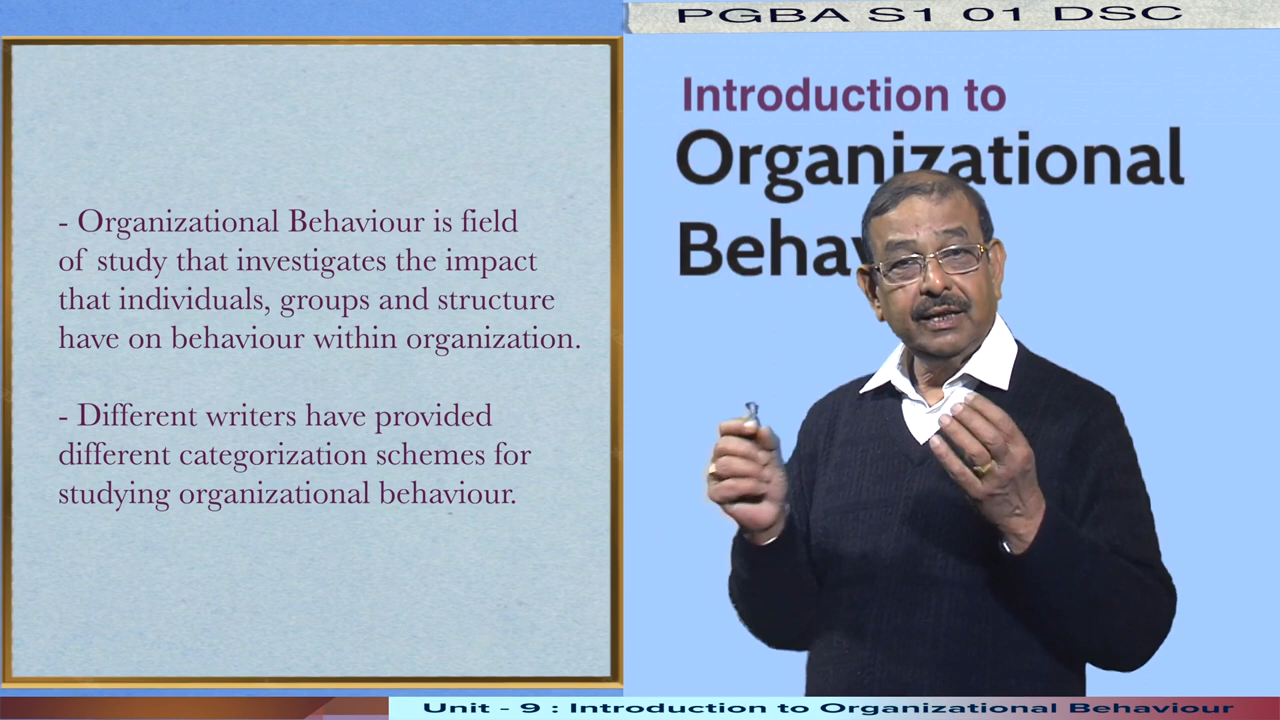 PGBA S1 01 DSC
Introduction to
Organizational
Behav
- Organizational Behaviour is field
of study that investigates the impact
that individuals, groups and structure
have on behaviour within organization.
- Different writers have provided
different categorization schemes for
studying organizational behaviour.
Unit - 9 : Introduction to Organizational Behaviour